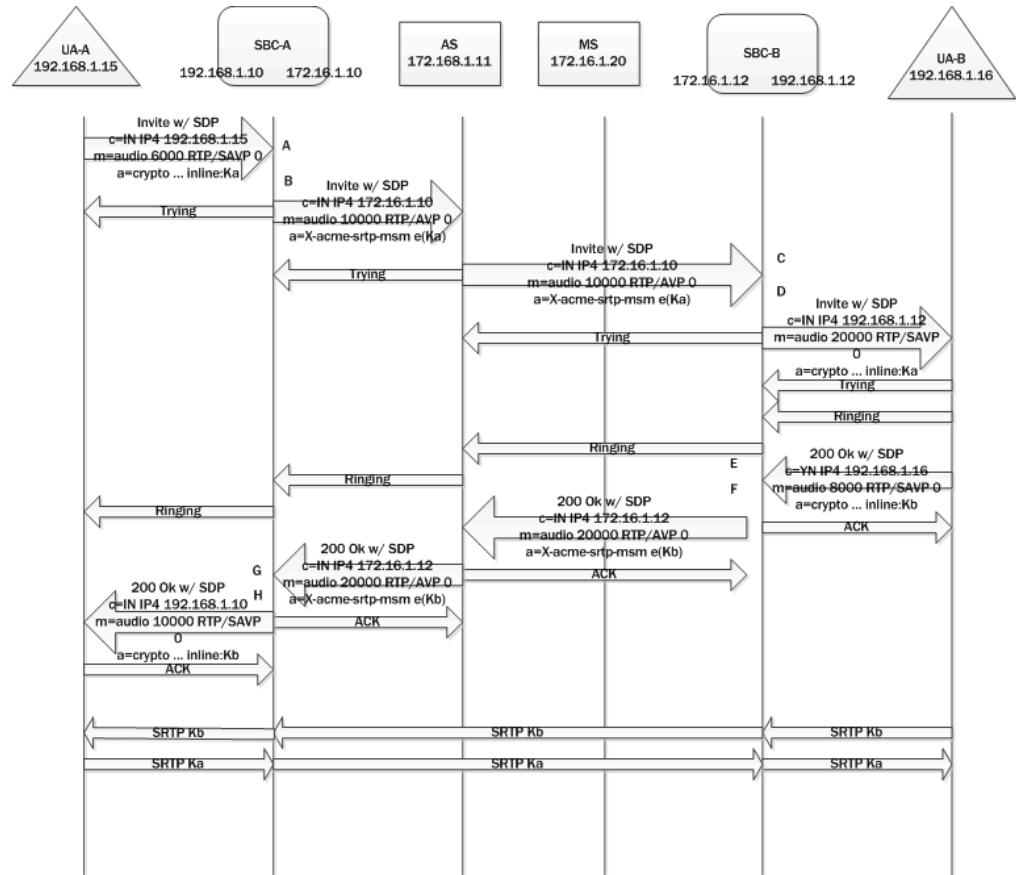 UA-A
192.168.1.15
SBC-A
192.168.1.10 172.16.1.10
AS
172.168.1.11
MS
172.16.1.20
SBC-B
172.16.1.12 192.168.1.12
UA-B
192.168.1.16
Invite w/ SDP
c=IN IP4 192.168.1.15
m=audio 6000 RTP/SAVP 0
a=crypto ... inline:Ka
A
B
Invite w/ SDP
c=IN IP4 172.16.1.10
m=audio 10000 RTP/AVP 0
a=X-acme-srtp-msm e(Ka)
Trying
Invite w/ SDP
c=IN IP4 172.16.1.10
m=audio 10000 RTP/AVP 0
a=X-acme-srtp-msm e(Ka)
Trying
C
D
Invite w/ SDP
c=IN IP4 192.168.1.12
m=audio 20000 RTP/SAVP
0
a=crypto ... inline:Ka
Trying
Trying
Ringing
Ringing
Ringing
Ringing
E
F
200 Ok w/ SDP
c=YN IP4 192.168.1.16
m=audio 8000 RTP/SAVP 0
a=crypto ... inline:Kb
ACK
200 Ok w/ SDP
c=IN IP4 172.16.1.12
m=audio 20000 RTP/AVP 0
a=X-acme-srtp-msm e(Kb)
ACK
G
H
200 Ok w/ SDP
c=IN IP4 172.16.1.12
m=audio 20000 RTP/AVP 0
a=X-acme-srtp-msm e(Kb)
ACK
200 Ok w/ SDP
c=IN IP4 192.168.1.10
m=audio 10000 RTP/SAVP
0
a=crypto ... inline:Kb
ACK
SRTP Kb
SRTP Kb
SRTP Kb
SRTP Ka
SRTP Ka
SRTP Ka